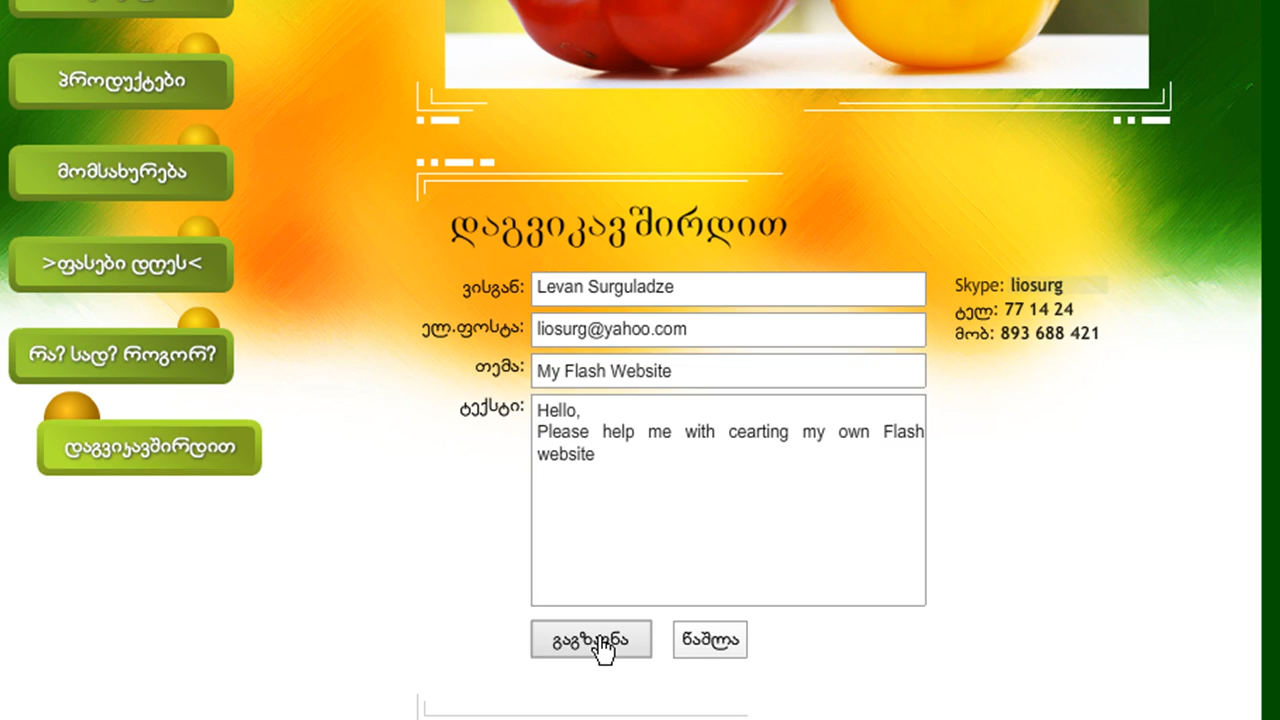 პროდუქტები
მომსახურება
>ფასები დღეს<
რა? სად? როგორ?
დაგვიკავშირდით
დაგვიკავშირდით
ვისგან: Levan Surguladze
ელ.ფოსტა: liosurg@yahoo.com
თემა: My Flash Website
ტექსტი: Hello,
Please help me with cearting my own Flash
website
Skype: liosurg
ტელ: 77 14 24
მობ: 893 688 421
გაგზავნა წაშლა